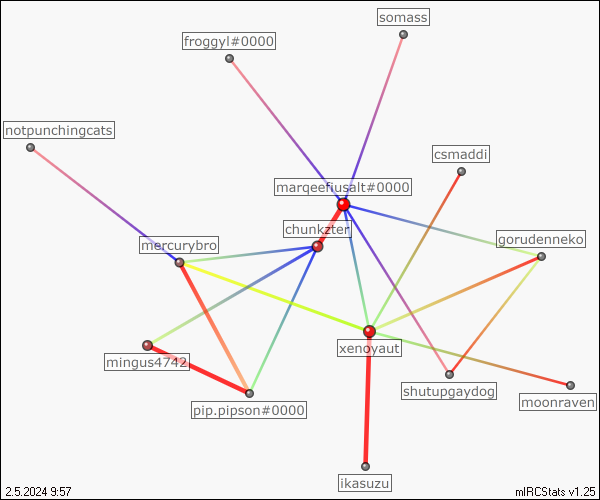 somass
froggyl#0000
notpunchingcats
csmaddi
marqeefiusalt#0000
chunkzter
gorudenneko
mercurybro
xenoyaut
mingus4742
shutupgaydog
moonraven
pip.pipson#0000
ikasuzu
2.5.2024 9:57
mIRCStats v1.25